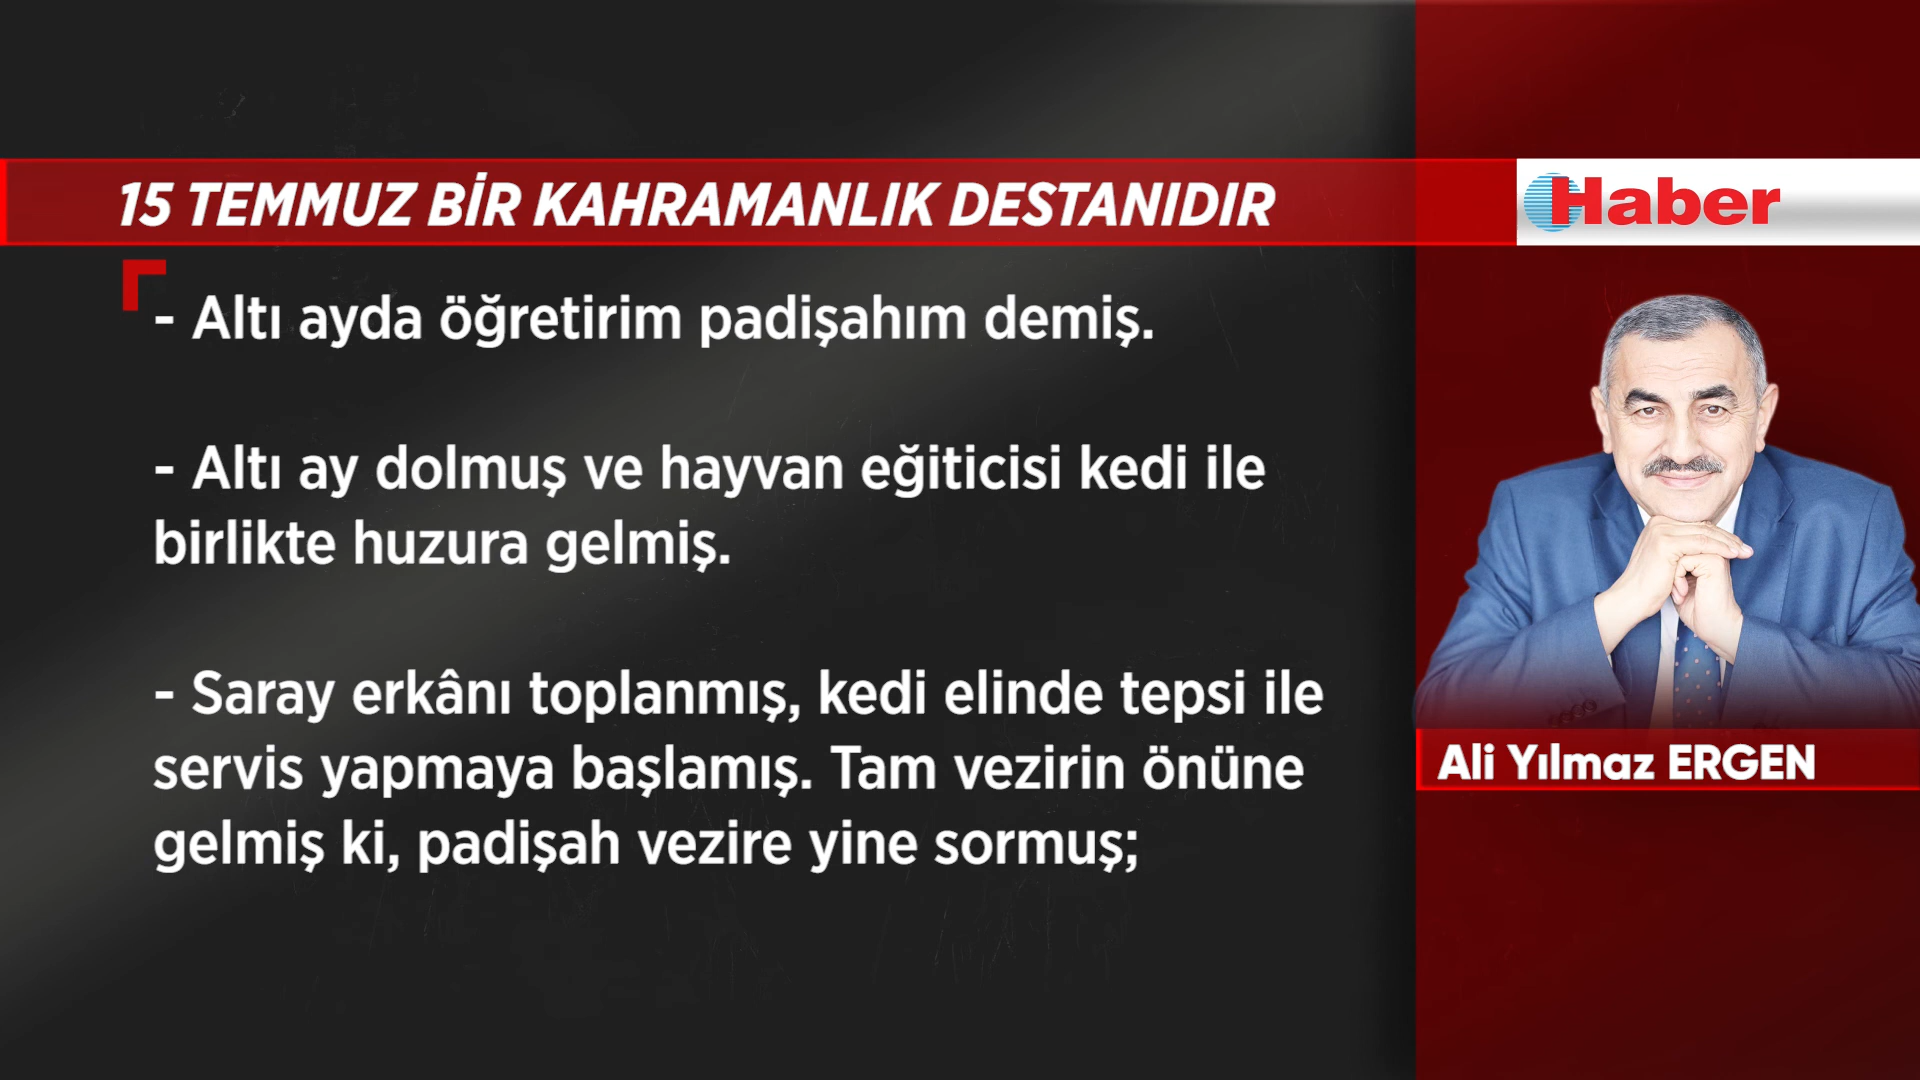 15 TEMMUZ BİR KAHRAMANLIK DESTANIDIR
Haber
- Altı ayda öğretirim padişahım demiş.
- Altı ay dolmuş ve hayvan eğiticisi kedi ile
birlikte huzura gelmiş.
- Saray erkânı toplanmış, kedi elinde tepsi ile
servis yapmaya başlamış. Tam vezirin önüne
gelmiş ki, padişah vezire yine sormuş;
Ali Yılmaz ERGEN